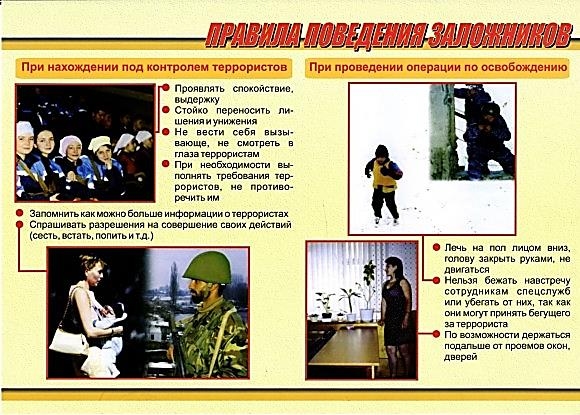 ПРАВИЛА ПОВЕДЕНИЯ ЗАЛОЖНИКОВ
При нахождении под контролем террористов
Проявлять спокойствие,
выдержку
Стойко переносить ли-
шения и унижения
Не вести себя вызы-
вающе, не смотреть в
глаза террористам
При необходимости вы-
полнять требования тер-
рористов, не противо-
речить им
Запомнить как можно больше информации о террористах
Спрашивать разрешения на совершение своих действий
(сесть, встать, попить и т.д.)
При проведении операции по освобождению
Лечь на пол лицом вниз,
голову закрыть руками, не
двигаться
Нельзя бежать навстречу
сотрудникам спецслужб
или убегать от них, так как
они могут принять бегущего
за террориста
По возможности держаться
подальше от проемов окон,
дверей